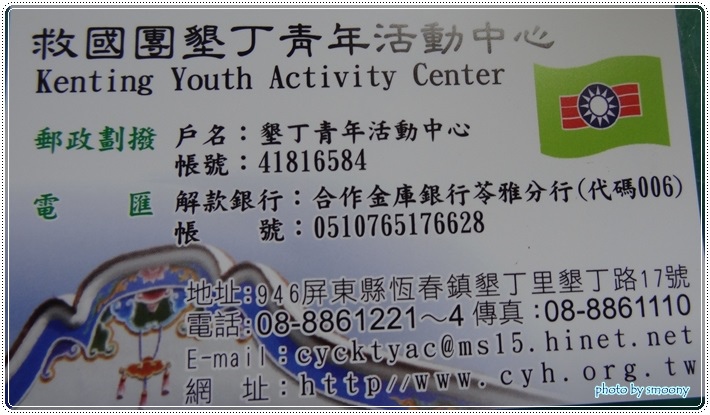 救國團墾丁青年活動中心
Kenting Youth Activity Center
郵政劃撥 戶名：墾丁青年活動中心
帳號：41816584
電匯 解款銀行：合作金庫銀行苓雅分行(代碼006)
帳號：0510765176628
地址:946屏東縣恆春鎮墾丁里墾丁路17號
電話:08-8861221～4傳真:08-8861110
E-mail:cycktyac@ms15.hinet.net
網址:http//www.cyh.org.tw
photo by smoony